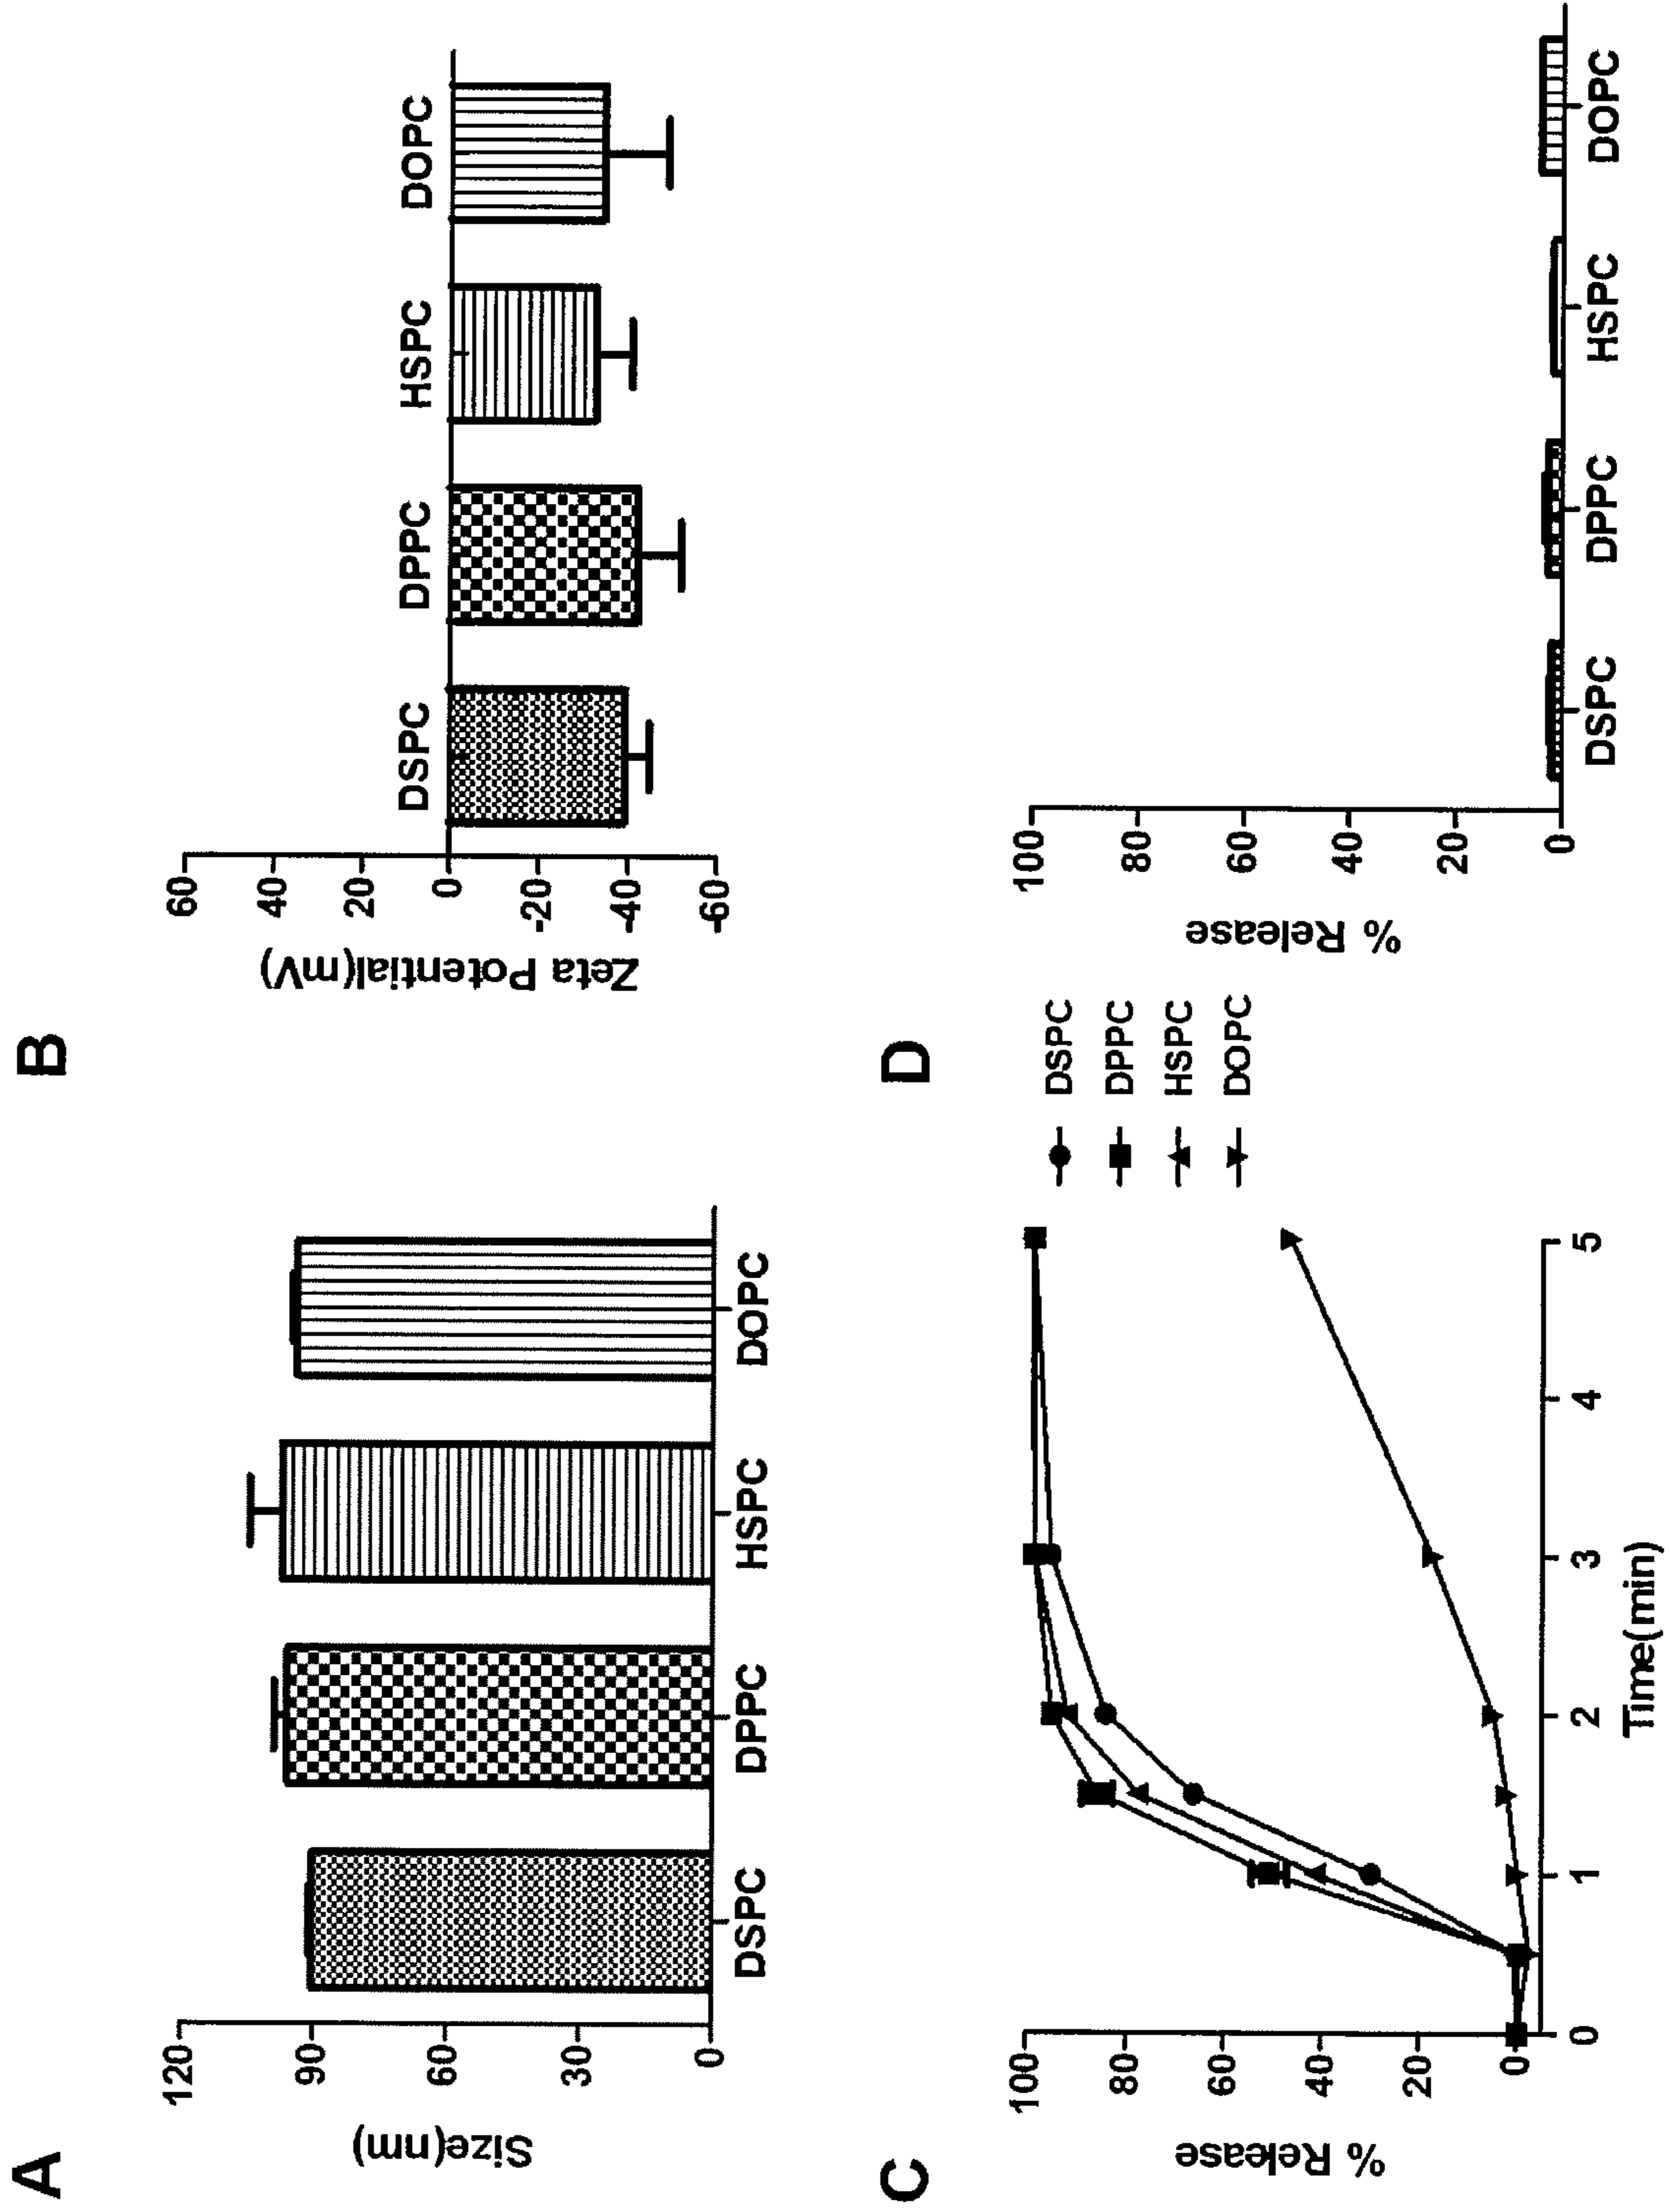 A
Size(nm)
120
90
60
30
0
DSPC
DPPC
HSPC
DOPC
B
Zeta Potential(mV)
60
40
20
0
-20
-40
-60
DSPC
DPPC
HSPC
DOPC
C
% Release
100
80
60
40
20
0
0
1
2
3
4
5
Time(min)
DSPC
DPPC
HSPC
DOPC
D
% Release
100
80
60
40
20
0
DSPC
DPPC
HSPC
DOPC